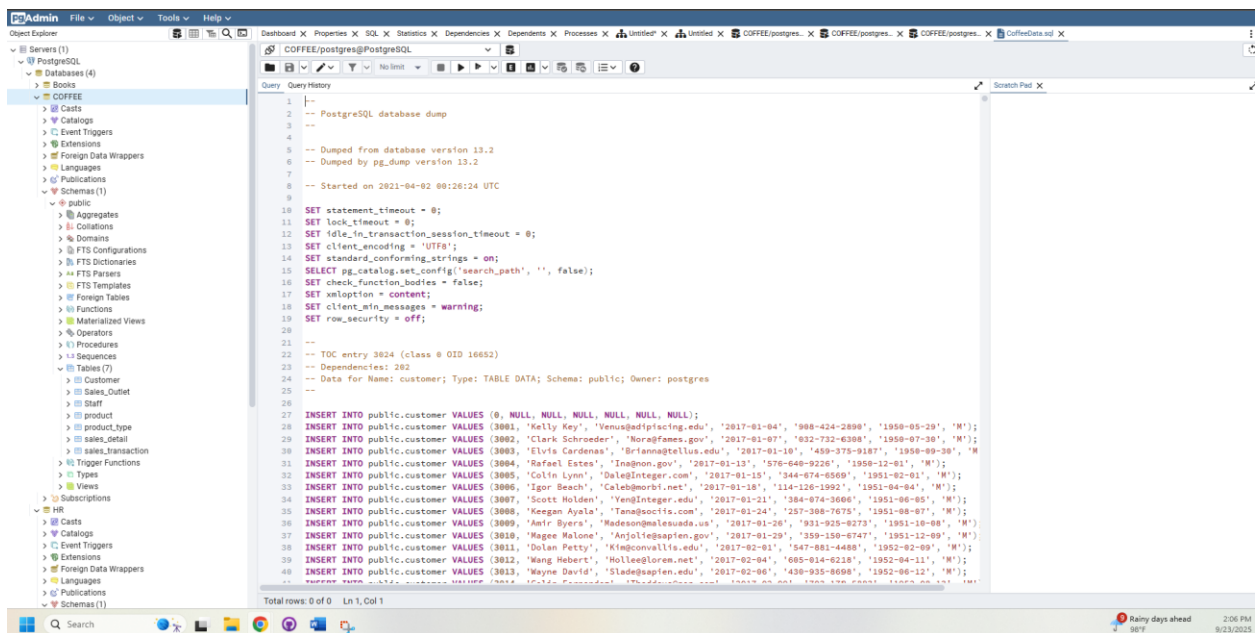 pgAdmin File Object Tools Help
Object Explorer
Dashboard X Properties X SQL X Statistics X Dependencies X Dependents X Processes X Untitled* X Untitled X COFFEE/postgres... X COFFEE/postgres... X COFFEE/postgres... X CoffeeData.sql X
Servers (1)
PostgreSQL
Databases (4)
Books
COFFEE
Casts
Catalogs
Event Triggers
Extensions
Foreign Data Wrappers
Languages
Publications
Schemas (1)
public
Aggregates
Collations
Domains
FTS Configurations
FTS Dictionaries
FTS Parsers
FTS Templates
Foreign Tables
Functions
Materialized Views
Operators
Procedures
1..3 Sequences
Tables (7)
Customer
Sales_Outlet
Staff
product
product_type
sales_detail
sales_transaction
Trigger Functions
Types
Views
Subscriptions
HR
Casts
Catalogs
Event Triggers
Extensions
Foreign Data Wrappers
Languages
Publications
Schemas (1)
COFFEE/postgres@PostgreSQL
No limit
Query Query History
Scratch Pad X
1 --
2 -- PostgreSQL database dump
3 --
4
5 -- Dumped from database version 13.2
6 -- Dumped by pg_dump version 13.2
7
8 -- Started on 2021-04-02 00:26:24 UTC
9
10 SET statement_timeout = 0;
11 SET lock_timeout = 0;
12 SET idle_in_transaction_session_timeout = 0;
13 SET client_encoding = 'UTF8';
14 SET standard_conforming_strings = on;
15 SELECT pg_catalog.set_config('search_path', '', false);
16 SET check_function_bodies = false;
17 SET xmloption = content;
18 SET client_min_messages = warning;
19 SET row_security = off;
20
21 --
22 -- TOC entry 3024 (class 0 OID 16652)
23 -- Dependencies: 202
24 -- Data for Name: customer; Type: TABLE DATA; Schema: public; Owner: postgres
25 --
26
27 INSERT INTO public.customer VALUES (0, NULL, NULL, NULL, NULL, NULL, NULL);
28 INSERT INTO public.customer VALUES (3001, 'Kelly Key', 'Venus@adipiscing.edu', '2017-01-04', '908-424-2890', '1950-05-29', 'M');
29 INSERT INTO public.customer VALUES (3002, 'Clark Schroeder', 'Nora@fames.gov', '2017-01-07', '032-732-6308', '1950-07-30', 'M');
30 INSERT INTO public.customer VALUES (3003, 'Elvis Cardenas', 'Brianna@tellus.edu', '2017-01-10', '459-375-9187', '1950-09-30', 'M
31 INSERT INTO public.customer VALUES (3004, 'Rafael Estes', 'Ina@non.gov', '2017-01-13', '576-640-9226', '1950-12-01', 'M');
32 INSERT INTO public.customer VALUES (3005, 'Colin Lynn', 'Dale@Integer.com', '2017-01-15', '344-674-6569', '1951-02-01', 'M');
33 INSERT INTO public.customer VALUES (3006, 'Igor Beach', 'Caleb@morbi.net', '2017-01-18', '114-126-1992', '1951-04-04', 'M');
34 INSERT INTO public.customer VALUES (3007, 'Scott Holden', 'Yen@Integer.edu', '2017-01-21', '384-074-3606', '1951-06-05', 'M');
35 INSERT INTO public.customer VALUES (3008, 'Keegan Ayala', 'Tana@sociis.com', '2017-01-24', '257-308-7675', '1951-08-07', 'M');
36 INSERT INTO public.customer VALUES (3009, 'Amir Byers', 'Madeson@malesuada.us', '2017-01-26', '931-925-0273', '1951-10-08', 'M')
37 INSERT INTO public.customer VALUES (3010, 'Magee Malone', 'Anjolie@sapien.gov', '2017-01-29', '359-150-6747', '1951-12-09', 'M')
38 INSERT INTO public.customer VALUES (3011, 'Dolan Petty', 'Kim@convallis.edu', '2017-02-01', '547-881-4488', '1952-02-09', 'M');
39 INSERT INTO public.customer VALUES (3012, 'Wang Hebert', 'Hollee@lorem.net', '2017-02-04', '605-014-6218', '1952-04-11', 'M');
40 INSERT INTO public.customer VALUES (3013, 'Wayne David', 'Slade@sapien.edu', '2017-02-06', '430-935-8698', '1952-06-12', 'M');
Total rows: 0 of 0 Ln 1, Col 1
Search
9
Rainy days ahead
98°F
2:06 PM
9/23/2025